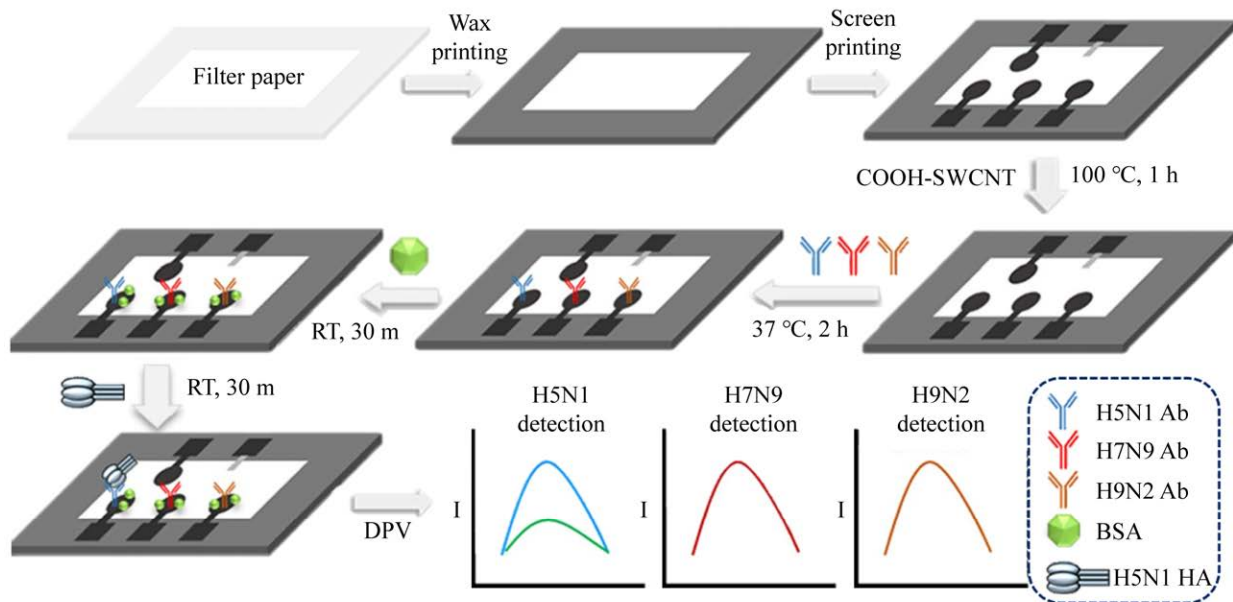 Filter paper
Wax
printing
Screen
printing
COOH-SWCNT
100 °C, 1 h
37 °C, 2 h
RT, 30 m
RT, 30 m
DPV
H5N1
detection
I
H7N9
detection
I
H9N2
detection
I
H5N1 Ab
H7N9 Ab
H9N2 Ab
BSA
H5N1 HA